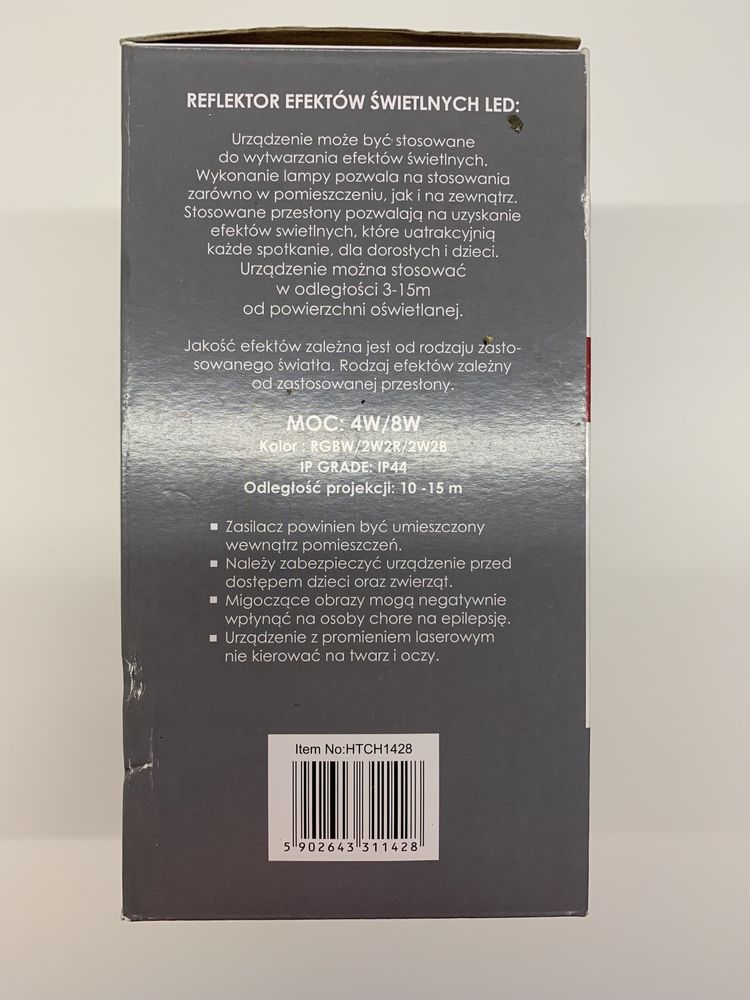 REFLEKTOR EFEKTÓW ŚWIETLNYCH LED:
Urządzenie może być stosowane
do wytwarzania efektów świetlnych.
Wykonanie lampy pozwala na stosowania
zarówno w pomieszczeniu, jak i na zewnątrz.
Stosowane przesłony pozwalają na uzyskanie
efektów swietlnych, które uatrakcyjnią
każde spotkanie, dla dorosłych i dzieci.
Urządzenie można stosować
w odległości 3-15m
od powierzchni oświetlanej.
Jakość efektów zależna jest od rodzaju zasto-
sowanego światła. Rodzaj efektów zależny
od zastosowanej przesłony.
MOC: 4W/8W
Kolor : RGBW/2W2R/2W2B
IP GRADE: IP44
Odległość projekcji: 10 -15 m
▪ Zasilacz powinien być umieszczony
wewnątrz pomieszczeń.
▪ Należy zabezpieczyć urządzenie przed
dostępem dzieci oraz zwierząt.
▪ Migoczące obrazy mogą negatywnie
wpłynąć na osoby chore na epilepsję.
▪ Urządzenie z promieniem laserowym
nie kierować na twarz i oczy.
Item No:HTCH1428
5 902643 311428